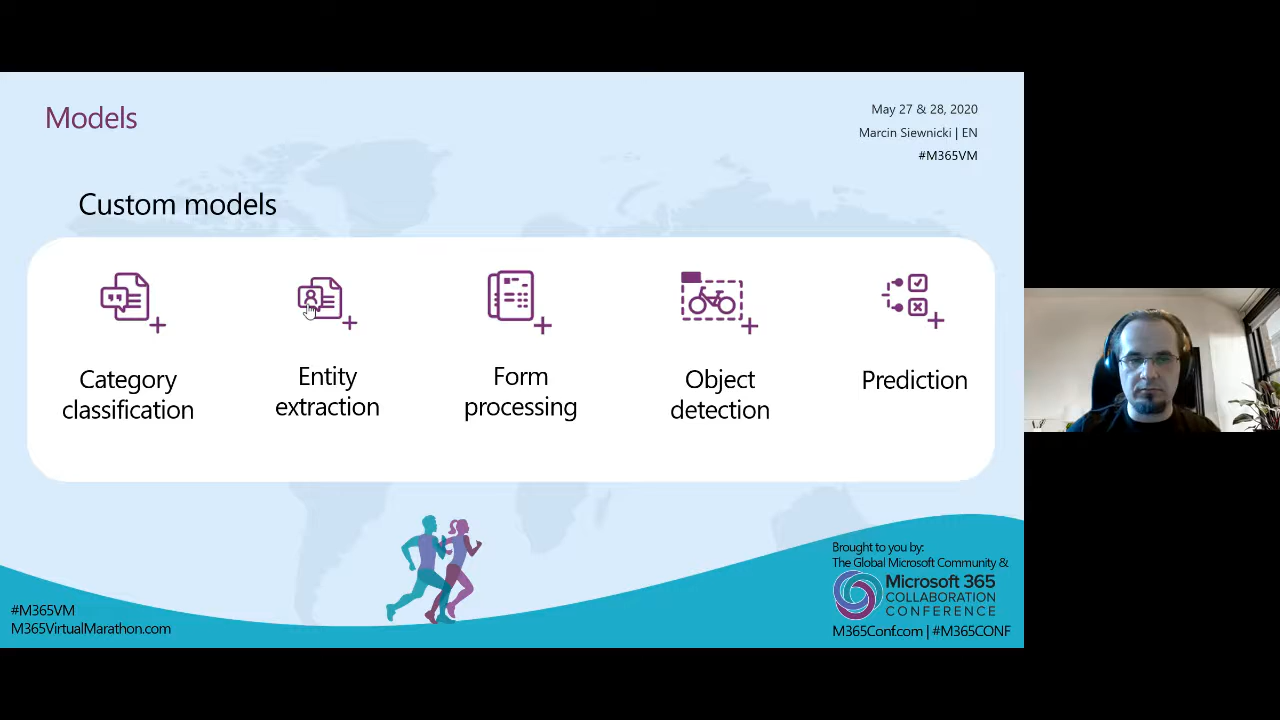 Models
May 27 & 28, 2020
Marcin Siewnicki | EN
#M365VM
Custom models
Category
classification
Entity
extraction
Form
processing
Object
detection
Prediction
Brought to you by:
The Global Microsoft Community &
Microsoft 365
COLLABORATION
CONFERENCE
M365Conf.com | #M365CONF
#M365VM
M365VirtualMarathon.com